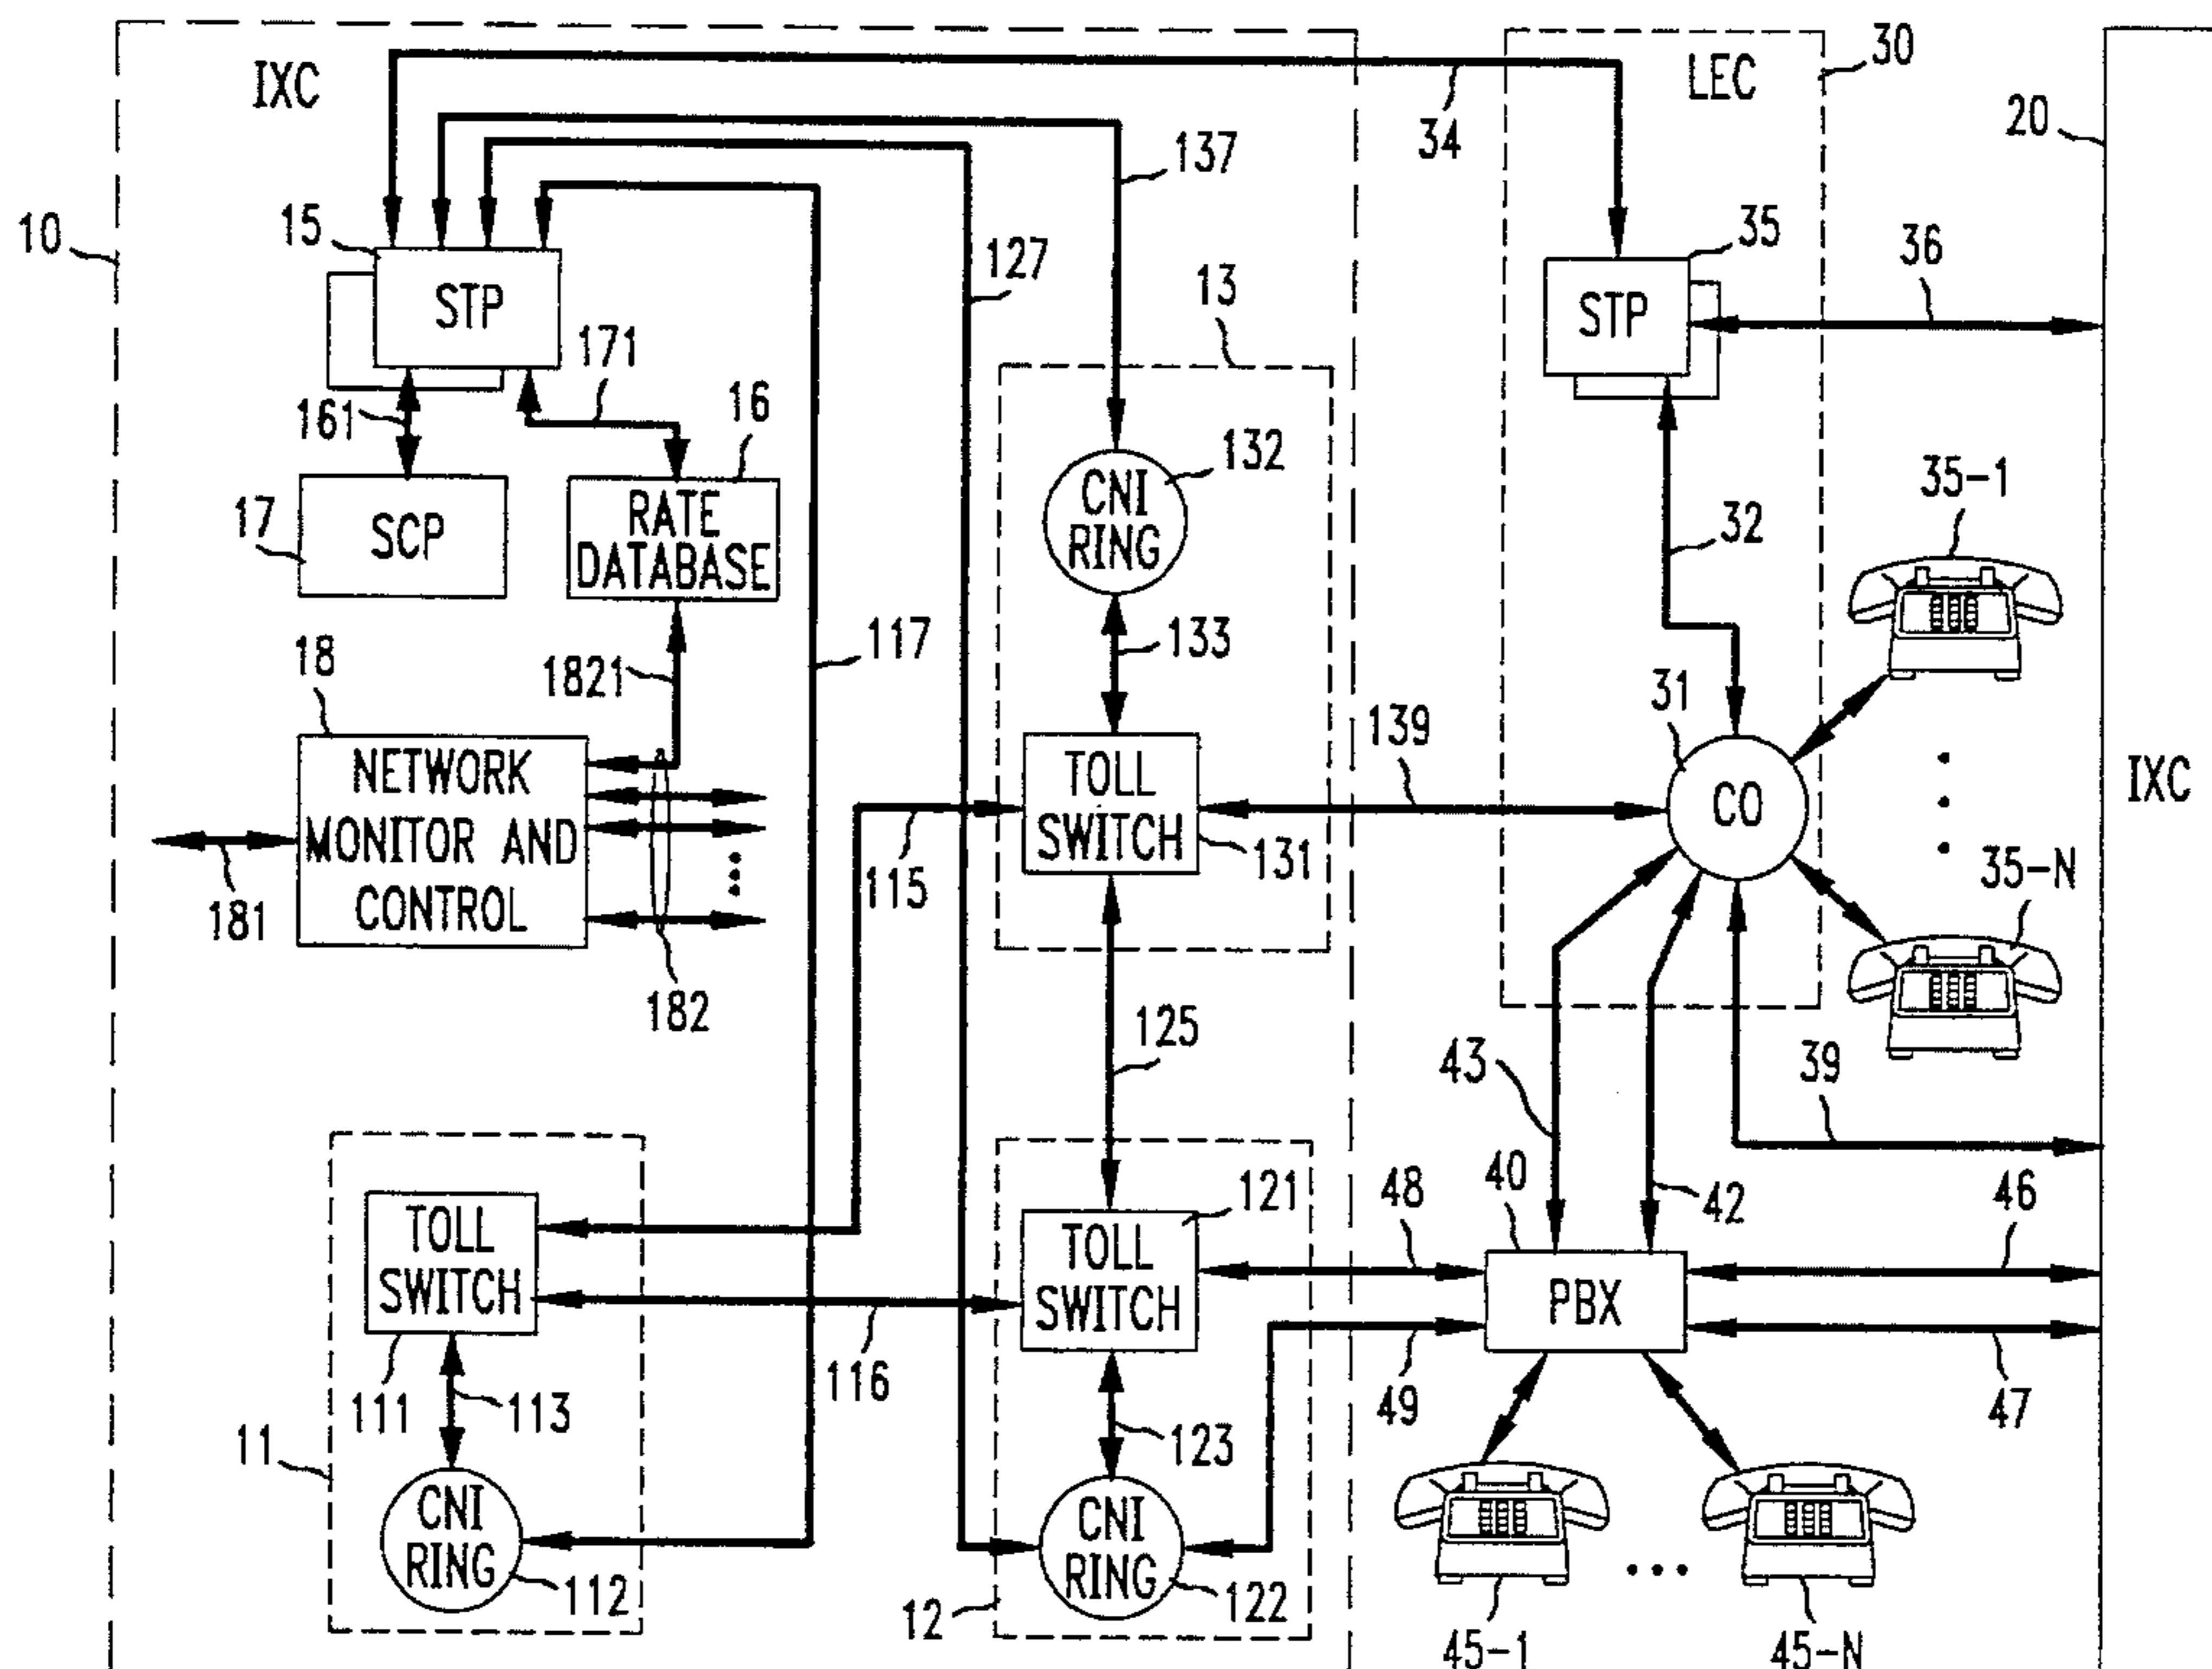 IXC
LEC
30
34
20
137
15
10
STP
127
13
35
STP
36
171
161
16
132
CNI
RING
35-1
17
SCP
RATE
DATABASE
32
133
117
18
1821
31
139
NETWORK
MONITOR AND
CONTROL
TOLL
SWITCH
CO
IXC
115
131
35-N
181
182
125
43
39
40
48
42
46
121
TOLL
SWITCH
TOLL
SWITCH
PBX
116
111
113
49
47
11
123
CNI
RING
CNI
RING
112
12
122
45-1
45-N